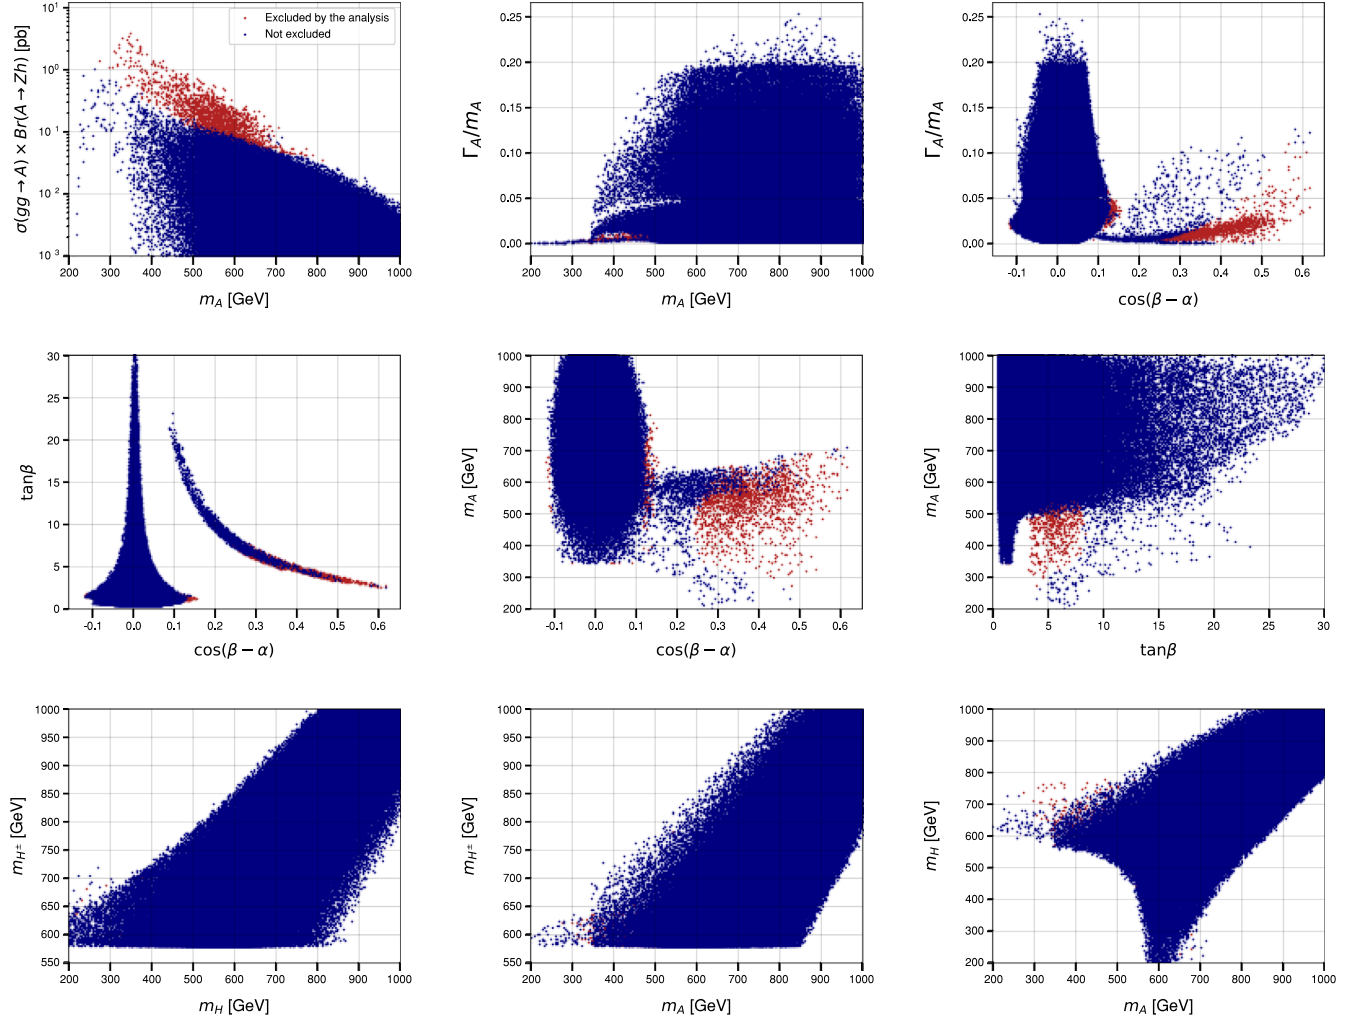 10¹
10⁰
10⁻¹
10⁻²
10⁻³
σ(gg → A) × Br(A → Zh) [pb]
Excluded by the analysis
Not excluded
200 300 400 500 600 700 800 900 1000
m_A [GeV]
0.25
0.20
0.15
0.10
0.05
0.00
Γ_A/m_A
200 300 400 500 600 700 800 900 1000
m_A [GeV]
0.25
0.20
0.15
0.10
0.05
0.00
Γ_A/m_A
-0.1 0.0 0.1 0.2 0.3 0.4 0.5 0.6
cos(β − α)
30
25
20
15
10
5
0
tanβ
-0.1 0.0 0.1 0.2 0.3 0.4 0.5 0.6
cos(β − α)
1000
900
800
700
600
500
400
300
200
m_A [GeV]
-0.1 0.0 0.1 0.2 0.3 0.4 0.5 0.6
cos(β − α)
1000
900
800
700
600
500
400
300
200
m_A [GeV]
0 5 10 15 20 25 30
tanβ
1000
950
900
850
800
750
700
650
600
550
m_H± [GeV]
200 300 400 500 600 700 800 900 1000
m_H [GeV]
1000
950
900
850
800
750
700
650
600
550
m_H± [GeV]
200 300 400 500 600 700 800 900 1000
m_A [GeV]
1000
900
800
700
600
500
400
300
200
m_H [GeV]
200 300 400 500 600 700 800 900 1000
m_A [GeV]